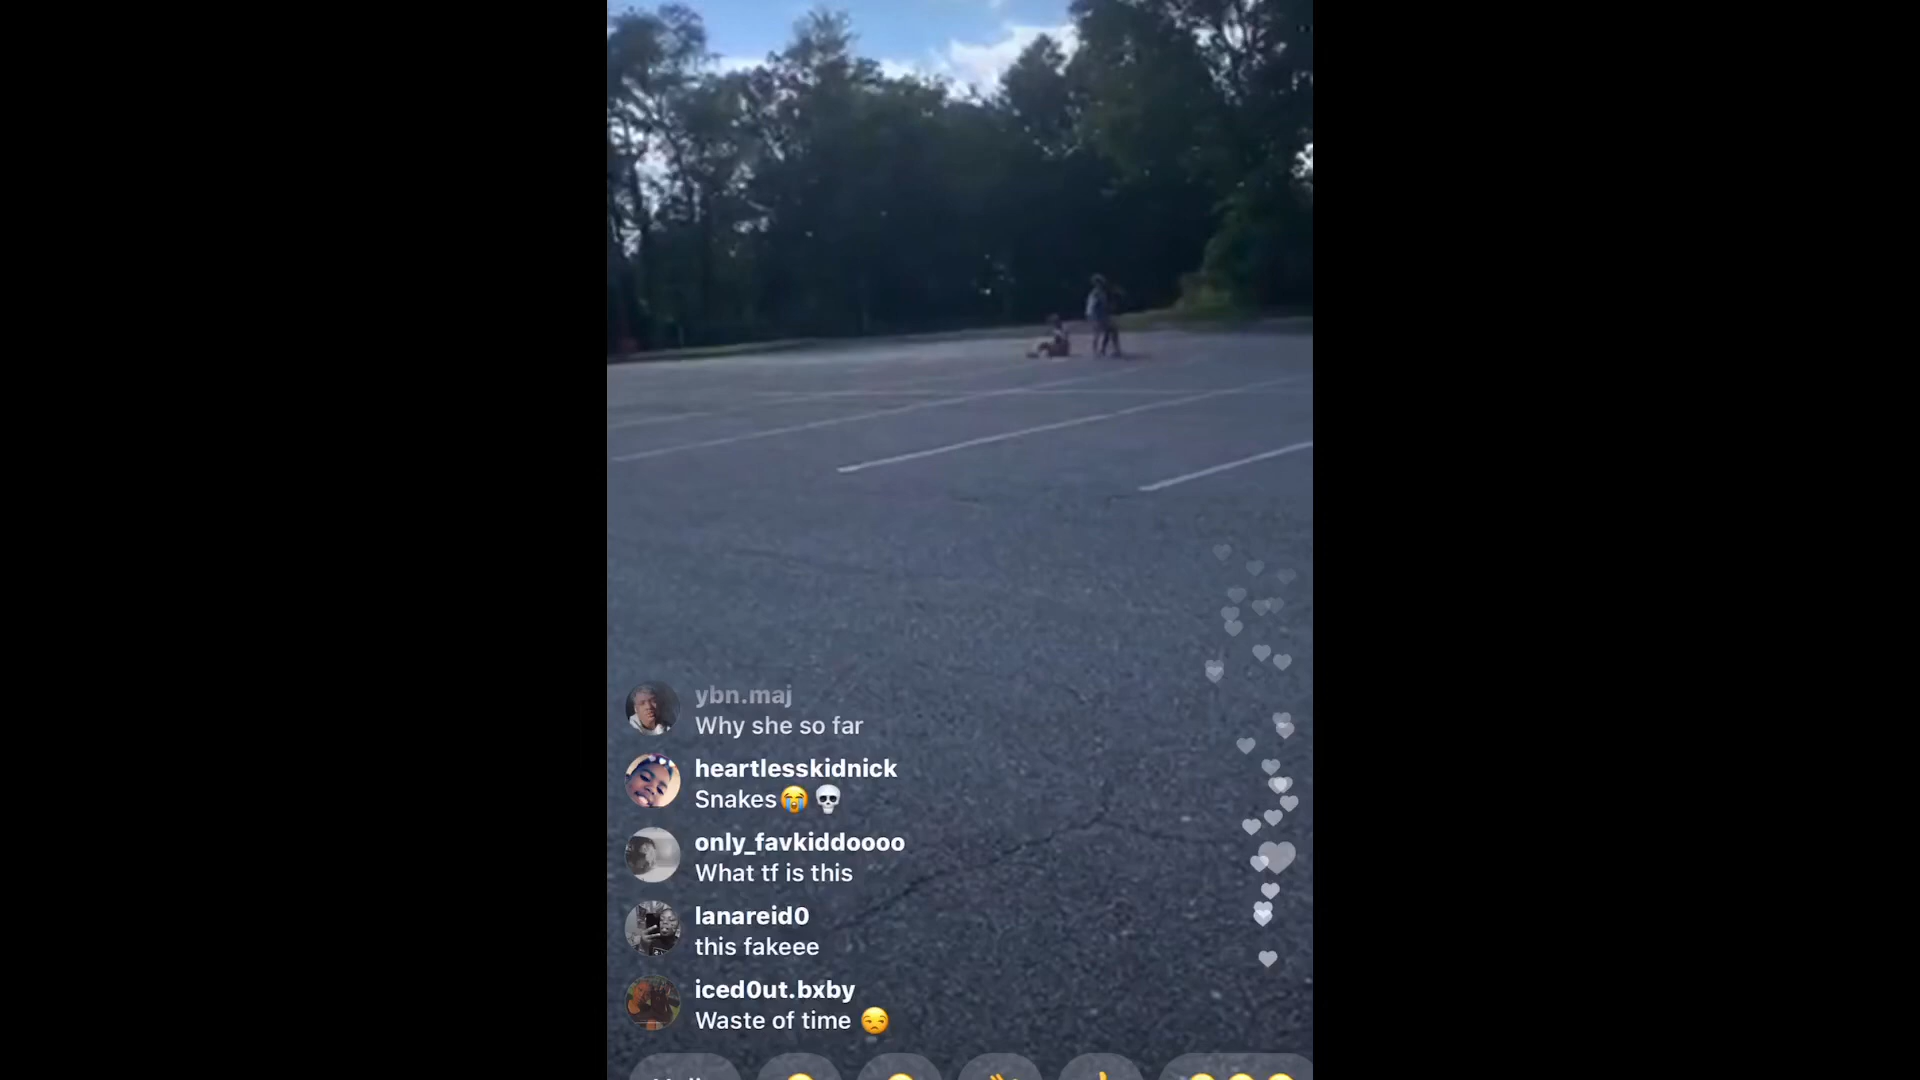 ybn.maj
Why she so far
heartlesskidnick
Snakes😭💀
only_favkiddoooo
What tf is this
lanareid0
this fakeee
iced0ut.bxby
Waste of time 😒